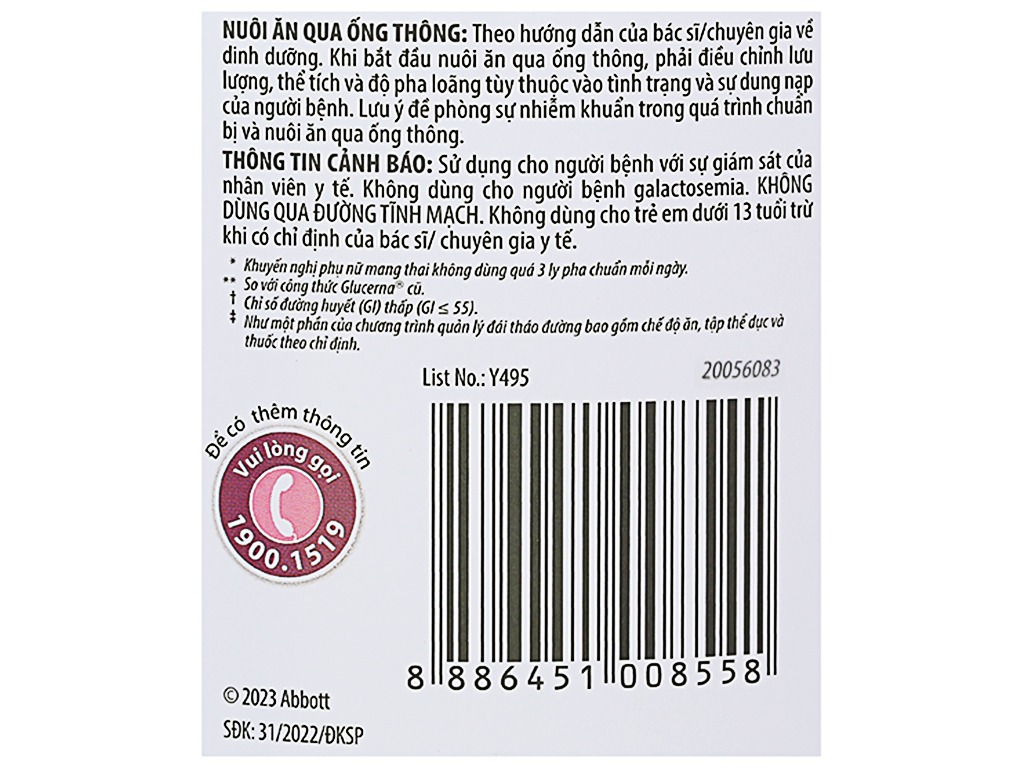 NUÔI ĂN QUA ỐNG THÔNG: Theo hướng dẫn của bác sĩ/chuyên gia về
dinh dưỡng. Khi bắt đầu nuôi ăn qua ống thông, phải điều chỉnh lưu
lượng, thể tích và độ pha loãng tùy thuộc vào tình trạng và sự dung nạp
của người bệnh. Lưu ý đề phòng sự nhiễm khuẩn trong quá trình chuẩn
bị và nuôi ăn qua ống thông.
THÔNG TIN CẢNH BÁO: Sử dụng cho người bệnh với sự giám sát của
nhân viên y tế. Không dùng cho người bệnh galactosemia. KHÔNG
DÙNG QUA ĐƯỜNG TĨNH MẠCH. Không dùng cho trẻ em dưới 13 tuổi trừ
khi có chỉ định của bác sĩ/ chuyên gia y tế.
* Khuyến nghị phụ nữ mang thai không dùng quá 3 ly pha chuẩn mỗi ngày.
** So với công thức Glucerna® cũ.
† Chỉ số đường huyết (GI) thấp (GI ≤ 55).
‡ Như một phần của chương trình quản lý đái tháo đường bao gồm chế độ ăn, tập thể dục và
thuốc theo chỉ định.
List No.: Y495
20056083
Để có thêm thông tin
Vui lòng gọi
1900.1519
8 886451 008558
© 2023 Abbott
SĐK: 31/2022/ĐKSP